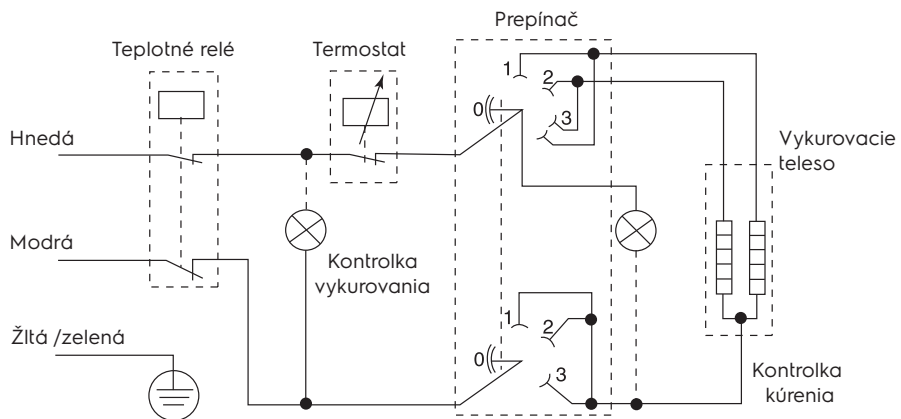 Prepínač
Teplotné relé
Termostat
1
2
0
3
Hnedá
Vykurovacie
teleso
Modrá
Kontrolka
vykurovania
1
2
0
3
Žltá /zelená
Kontrolka
kúrenia